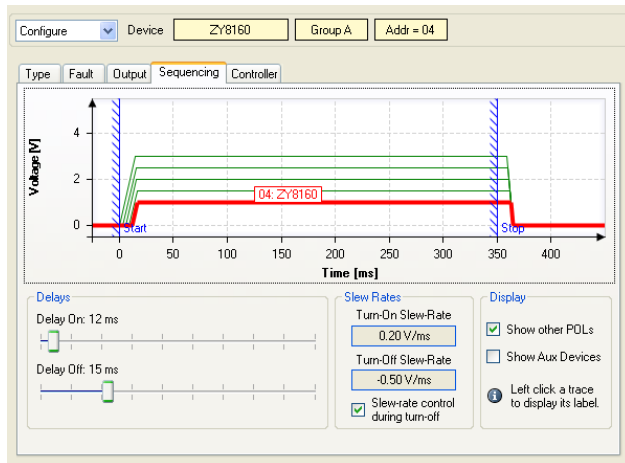 Configure Device ZY8160 Group A Addr = 04
Type Fault Output Sequencing Controller
Voltage [V]
4
2
0
04: ZY8160
Start
Stop
0 50 100 150 200 250 300 350 400
Time [ms]
Delays
Delay On: 12 ms
Delay Off: 15 ms
Slew Rates
Turn-On Slew-Rate
0.20 V/ms
Turn-Off Slew-Rate
-0.50 V/ms
Slew-rate control
during turn-off
Display
Show other POLs
Show Aux Devices
Left click a trace
to display its label.